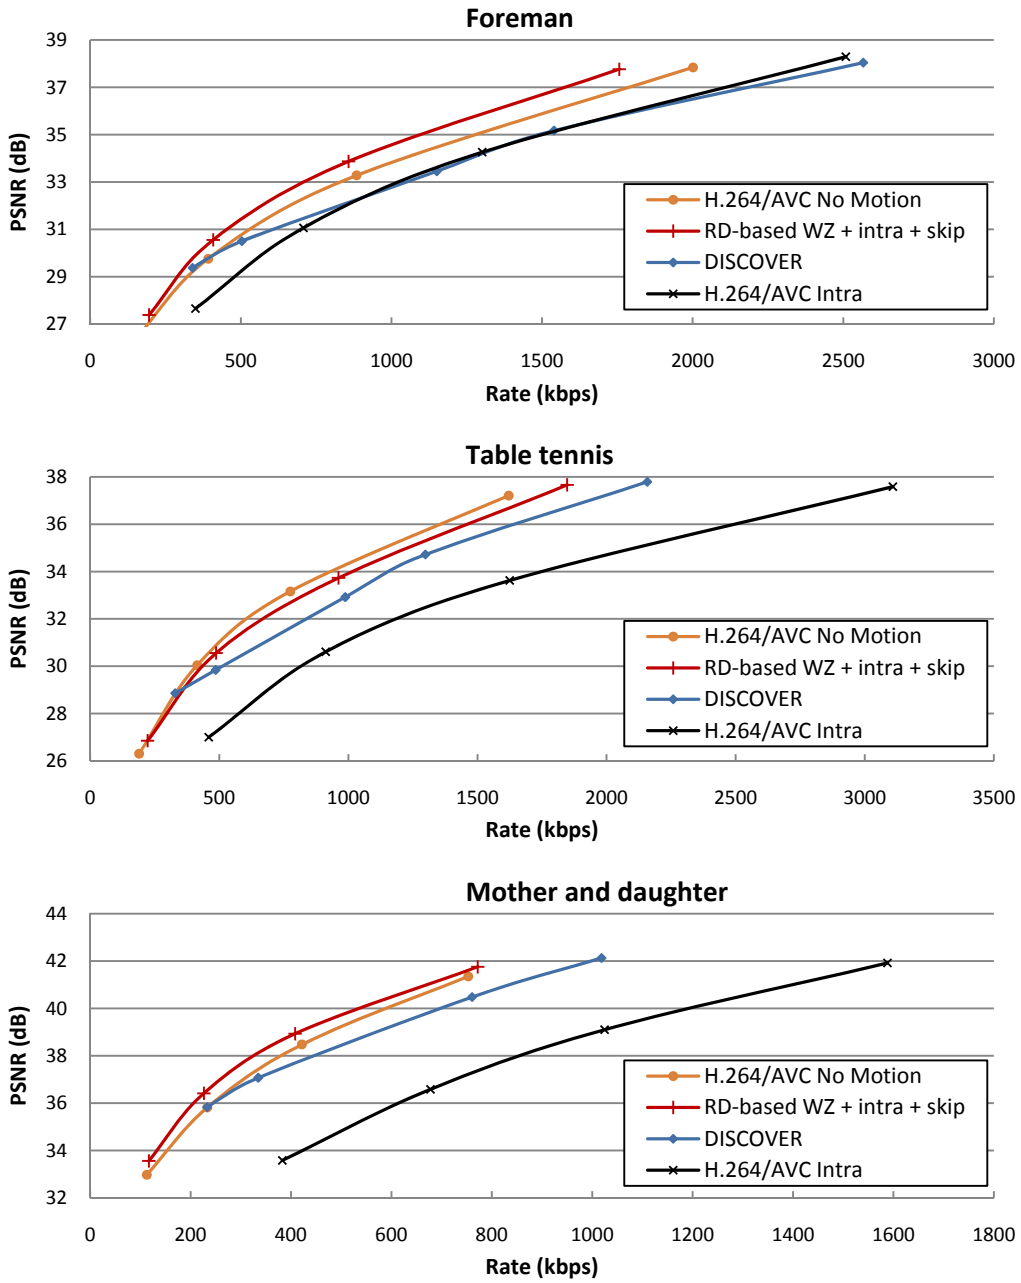 Foreman
39
37
35
33
31
29
27
PSNR (dB)
H.264/AVC No Motion
RD-based WZ + intra + skip
DISCOVER
H.264/AVC Intra
0 500 1000 1500 2000 2500 3000
Rate (kbps)
Table tennis
38
36
34
32
30
28
26
PSNR (dB)
H.264/AVC No Motion
RD-based WZ + intra + skip
DISCOVER
H.264/AVC Intra
0 500 1000 1500 2000 2500 3000 3500
Rate (kbps)
Mother and daughter
44
42
40
38
36
34
32
PSNR (dB)
H.264/AVC No Motion
RD-based WZ + intra + skip
DISCOVER
H.264/AVC Intra
0 200 400 600 800 1000 1200 1400 1600 1800
Rate (kbps)